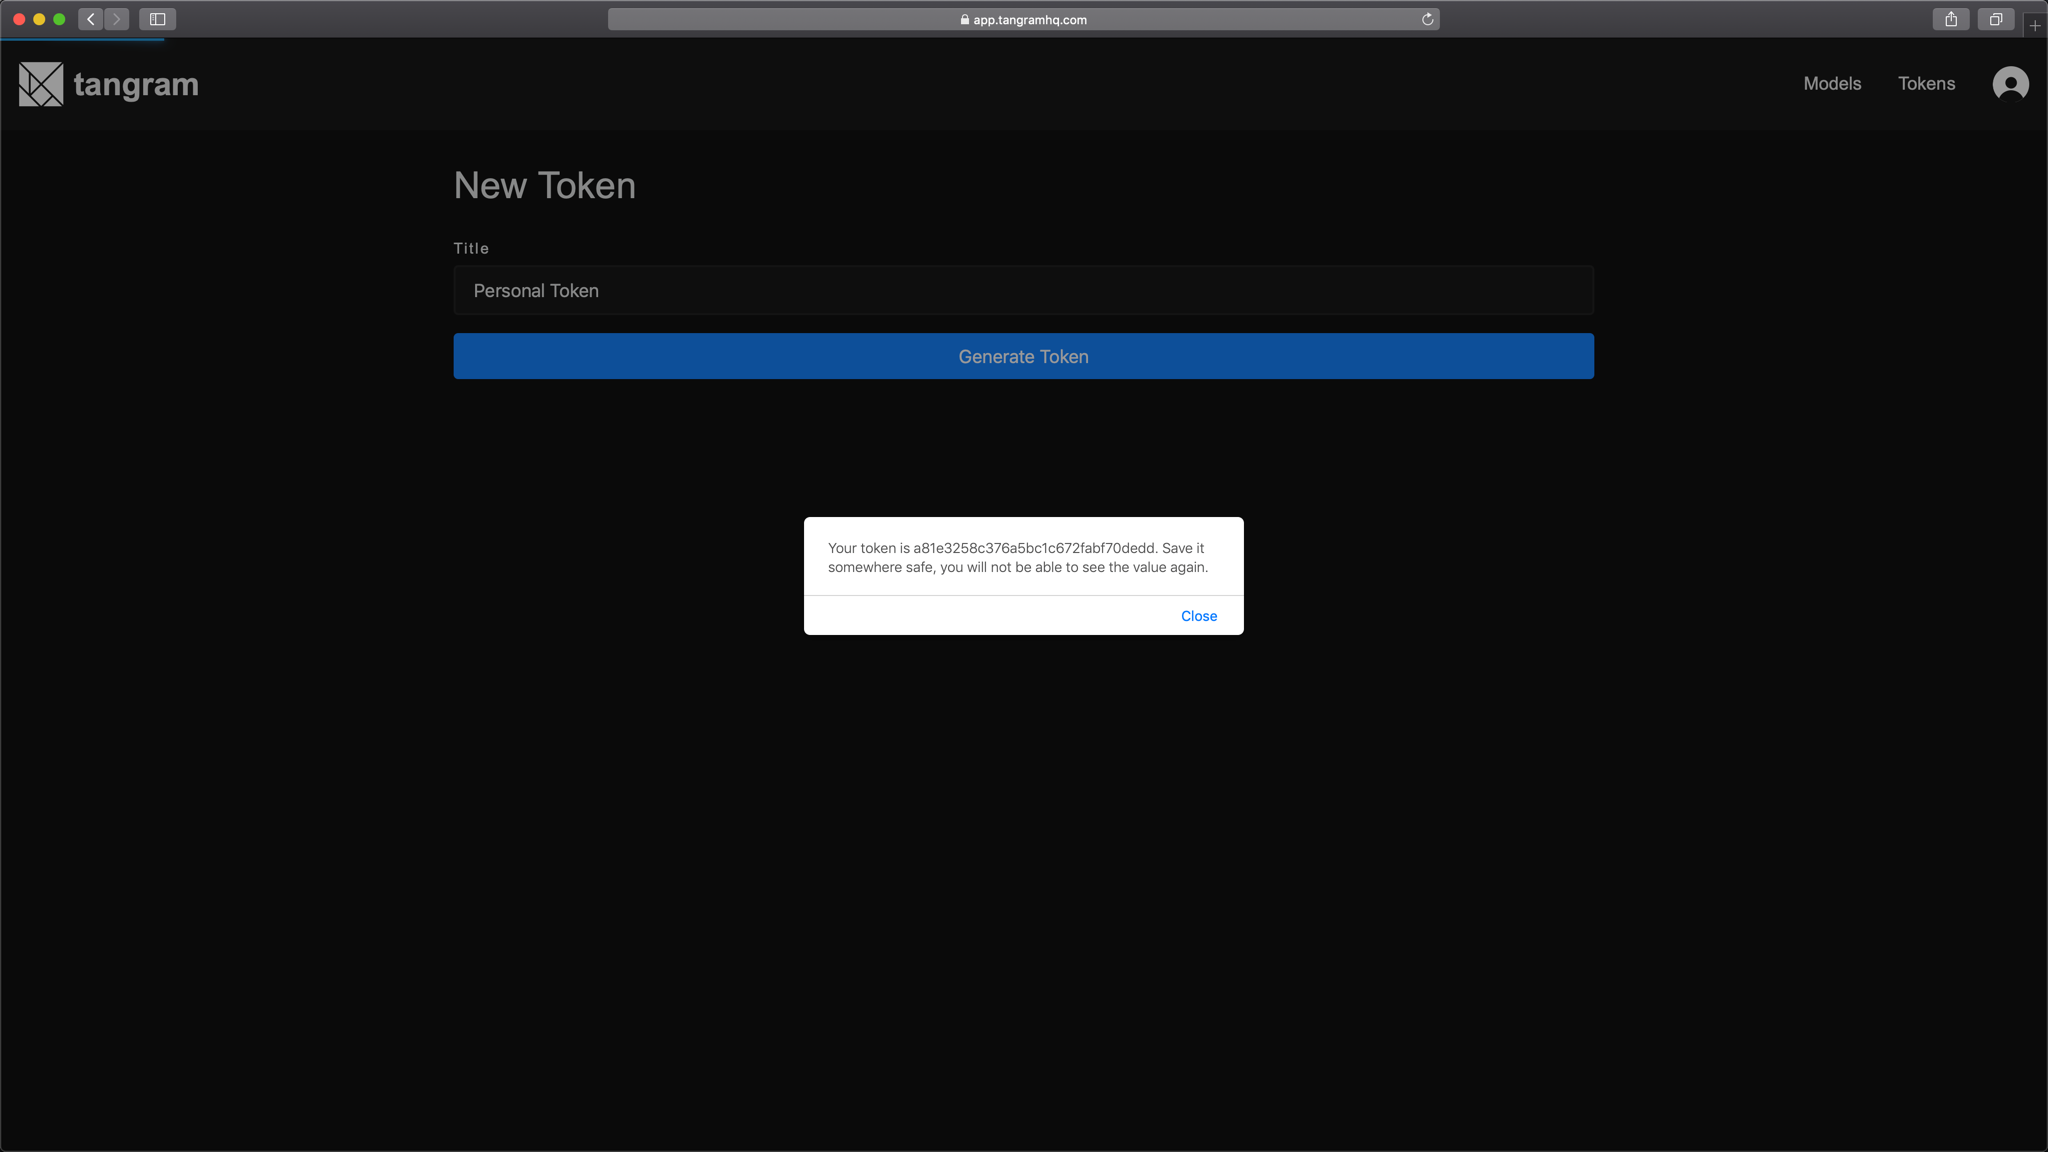 app.tangramhq.com
tangram
Models
Tokens
New Token
Title
Personal Token
Generate Token
Your token is a81e3258c376a5bc1c672fabf70dedd. Save it
somewhere safe, you will not be able to see the value again.
Close